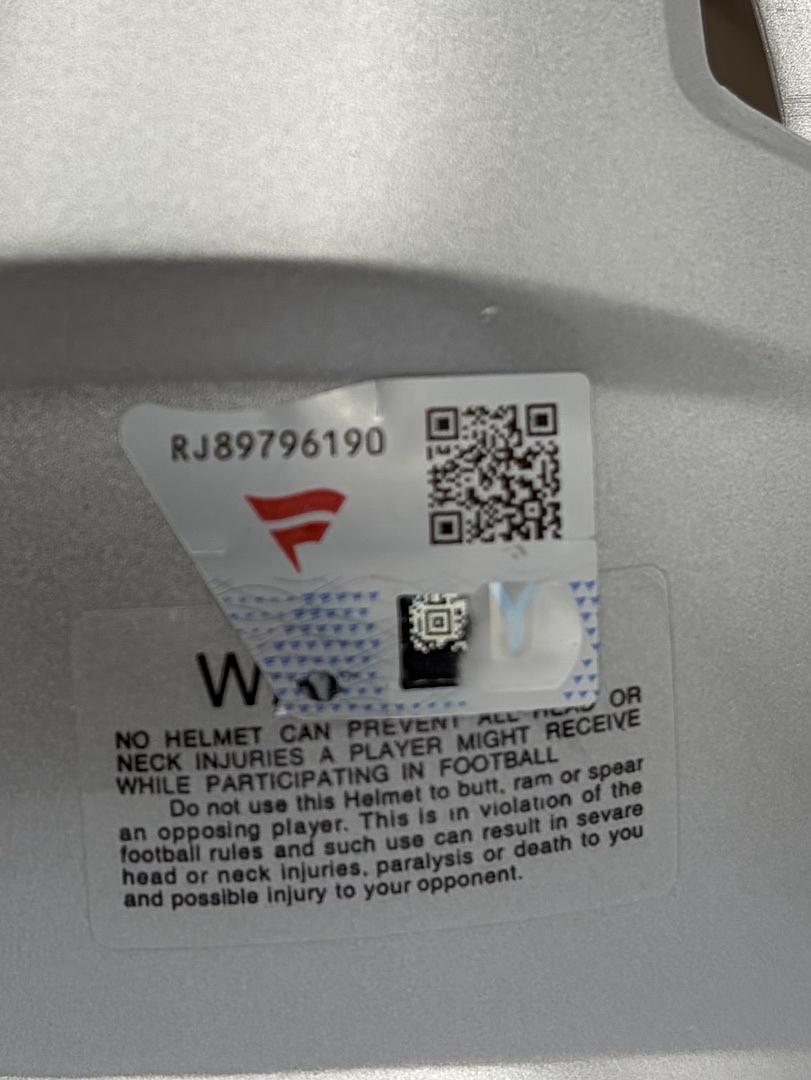 RJ89796190
Y
NO HELMET CAN PREVENT ALL HEAD OR
NECK INJURIES A PLAYER MIGHT RECEIVE
WHILE PARTICIPATING IN FOOTBALL
Do not use this Helmet to butt, ram or spear
an opposing player. This is in violation of the
football rules and such use can result in sevare
head or neck injuries, paralysis or death to you
and possible injury to your opponent.